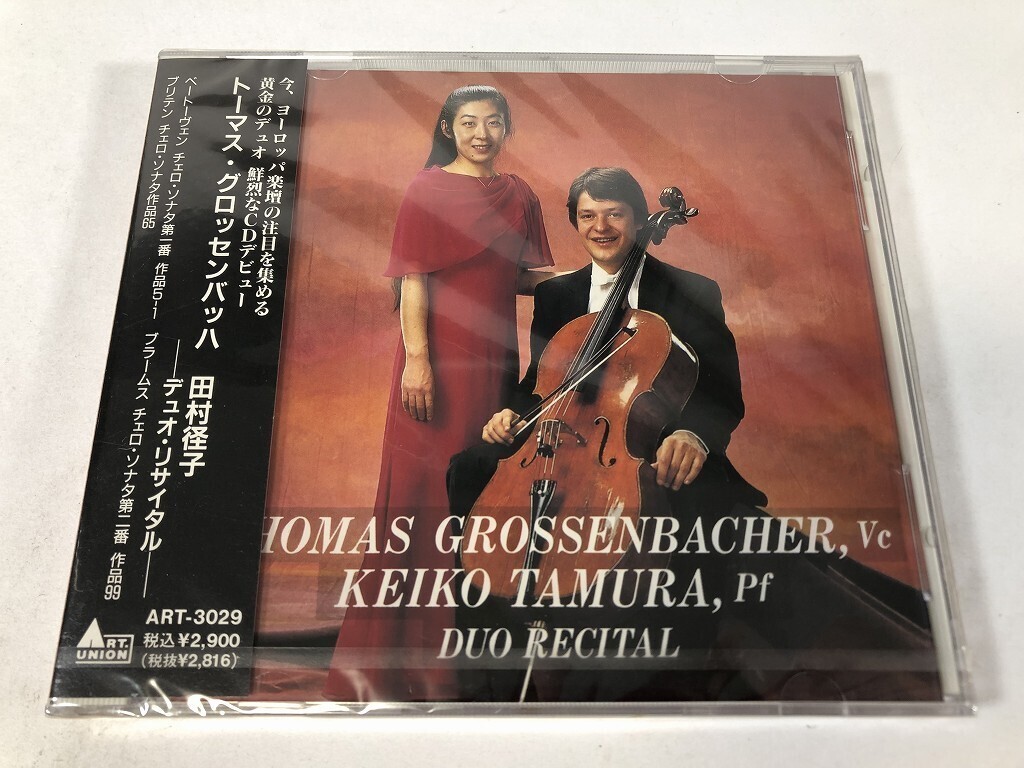 今、ヨーロッパ楽壇の注目を集める
黄金のデュオ 鮮烈なCDデビュー
トーマス・グロッセンバッハ 田村径子
――デュオ・リサイタル――
ベートーヴェン チェロ・ソナタ第一番 作品5-1 ブラームス チェロ・ソナタ第二番 作品99
ブリテン チェロ・ソナタ作品65
ART.
UNION
ART-3029
税込¥2,900
(税抜¥2,816)
HOMAS GROSSENBACHER, Vc
KEIKO TAMURA, Pf
DUO RECITAL